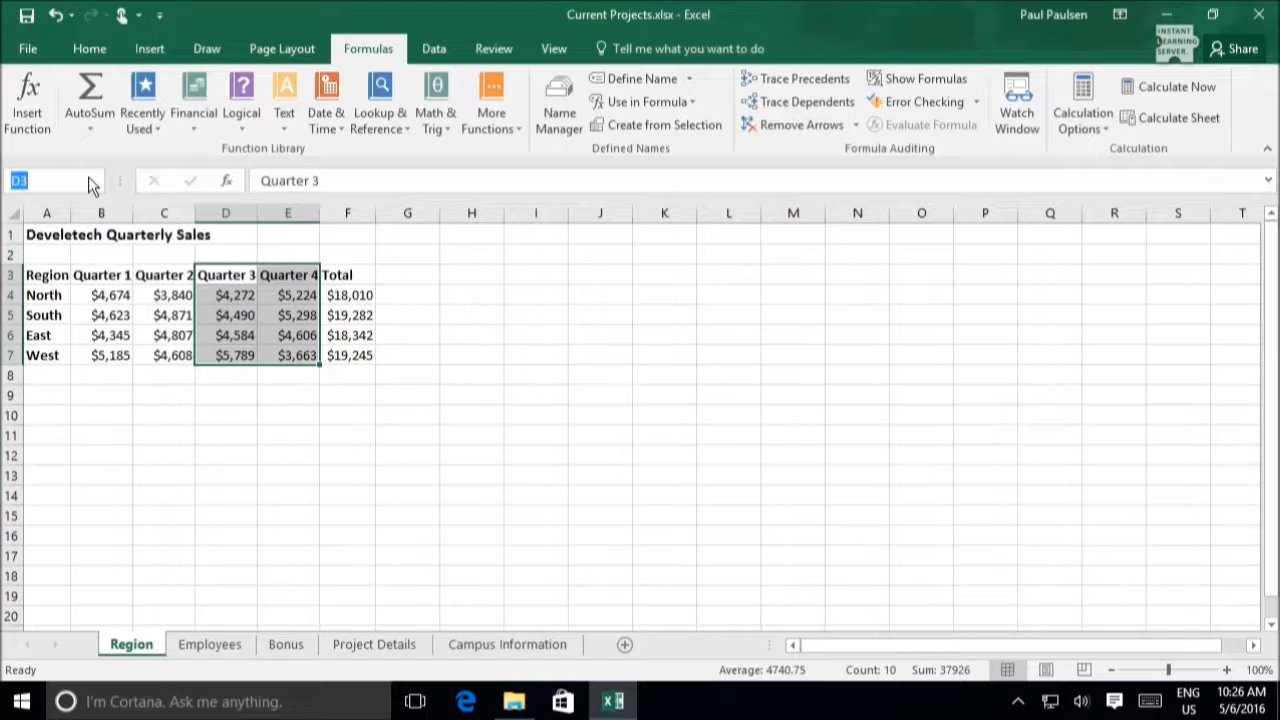 Current Projects.xlsx - Excel
Paul Paulsen
INSTANT
LEARNING
SERVER.
File Home Insert Draw Page Layout Formulas Data Review View Tell me what you want to do Share
Insert Function
AutoSum
Recently Used
Financial
Logical
Text
Date & Time
Lookup & Reference
Math & Trig
More Functions
Function Library
Name Manager
Define Name
Use in Formula
Create from Selection
Defined Names
Trace Precedents
Trace Dependents
Remove Arrows
Show Formulas
Error Checking
Evaluate Formula
Formula Auditing
Watch Window
Calculation Options
Calculate Now
Calculate Sheet
Calculation
D3 fx Quarter 3
A B C D E F G H I J K L M N O P Q R S T
1 Develetech Quarterly Sales
2
3 Region Quarter 1 Quarter 2 Quarter 3 Quarter 4 Total
4 North $4,674 $3,840 $4,272 $5,224 $18,010
5 South $4,623 $4,871 $4,490 $5,298 $19,282
6 East $4,345 $4,807 $4,584 $4,606 $18,342
7 West $5,185 $4,608 $5,789 $3,663 $19,245
8
9
10
11
12
13
14
15
16
17
18
19
20
Region Employees Bonus Project Details Campus Information
Ready Average: 4740.75 Count: 10 Sum: 37926 100%
I'm Cortana. Ask me anything.
ENG
US
10:26 AM
5/6/2016